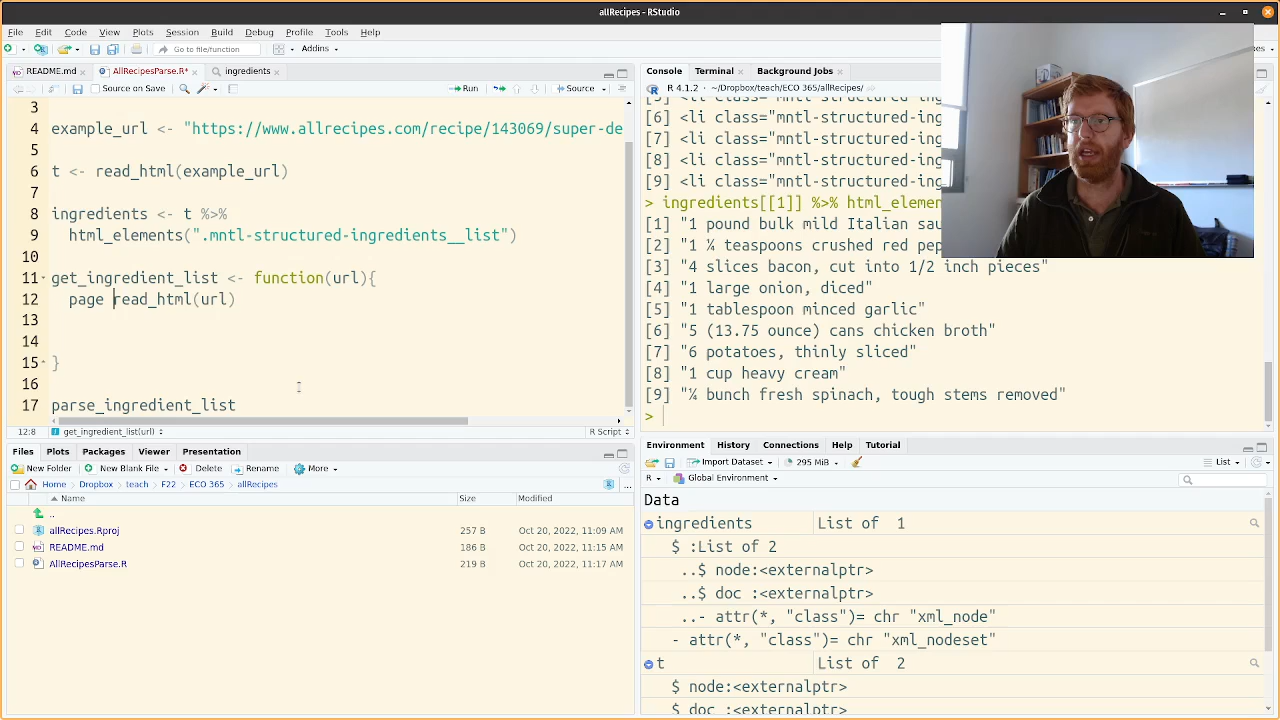 allRecipes - RStudio
File Edit Code View Plots Session Build Debug Profile Tools Help
Go to file/function Addins
README.md AllRecipesParse.R* ingredients
Source on Save Run Source
3
4 example_url <- "https://www.allrecipes.com/recipe/143069/super-de
5
6 t <- read_html(example_url)
7
8 ingredients <- t %>%
9 html_elements(".mntl-structured-ingredients__list")
10
11 get_ingredient_list <- function(url){
12 page read_html(url)
13
14
15 }
16
17 parse_ingredient_list
12:8 get_ingredient_list(url) R Script
Files Plots Packages Viewer Presentation
New Folder New Blank File Delete Rename More
Home Dropbox teach F22 ECO 365 allRecipes
Name Size Modified
..
allRecipes.Rproj 257 B Oct 20, 2022, 11:09 AM
README.md 186 B Oct 20, 2022, 11:15 AM
AllRecipesParse.R 219 B Oct 20, 2022, 11:17 AM
Console Terminal Background Jobs
R 4.1.2 · ~/Dropbox/teach/ECO 365/allRecipes/
[5] <li class="mntl-structured-ing
[6] <li class="mntl-structured-ing
[7] <li class="mntl-structured-ing
[8] <li class="mntl-structured-ing
[9] <li class="mntl-structured-ing
> ingredients[[1]] %>% html_elemen
[1] "1 pound bulk mild Italian sau
[2] "1 ¼ teaspoons crushed red pep
[3] "4 slices bacon, cut into 1/2 inch pieces"
[4] "1 large onion, diced"
[5] "1 tablespoon minced garlic"
[6] "5 (13.75 ounce) cans chicken broth"
[7] "6 potatoes, thinly sliced"
[8] "1 cup heavy cream"
[9] "¼ bunch fresh spinach, tough stems removed"
>
Environment History Connections Help Tutorial
Import Dataset 295 MiB List
R Global Environment
Data
ingredients List of 1
$ :List of 2
..$ node:<externalptr>
..$ doc :<externalptr>
..- attr(*, "class")= chr "xml_node"
- attr(*, "class")= chr "xml_nodeset"
t List of 2
$ node:<externalptr>
$ doc :<externalptr>